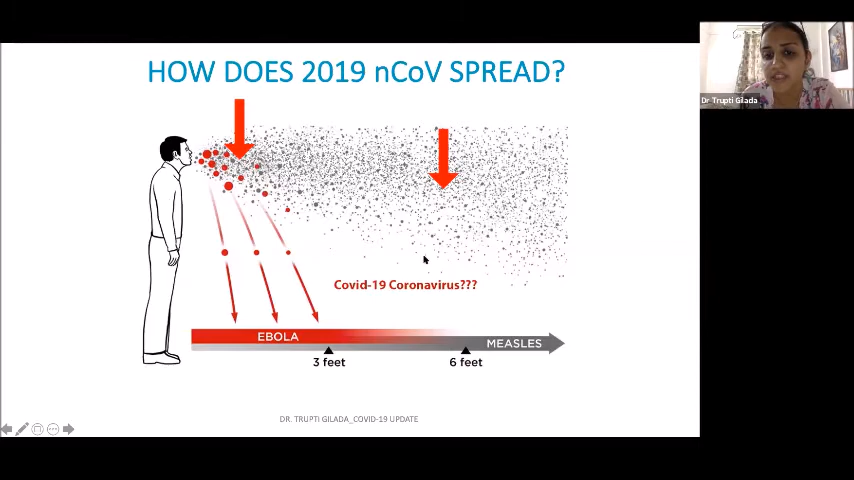 HOW DOES 2019 nCoV SPREAD?
Dr Trupti Gilada
Covid-19 Coronavirus???
EBOLA
MEASLES
3 feet
6 feet
DR. TRUPTI GILADA_COVID-19 UPDATE